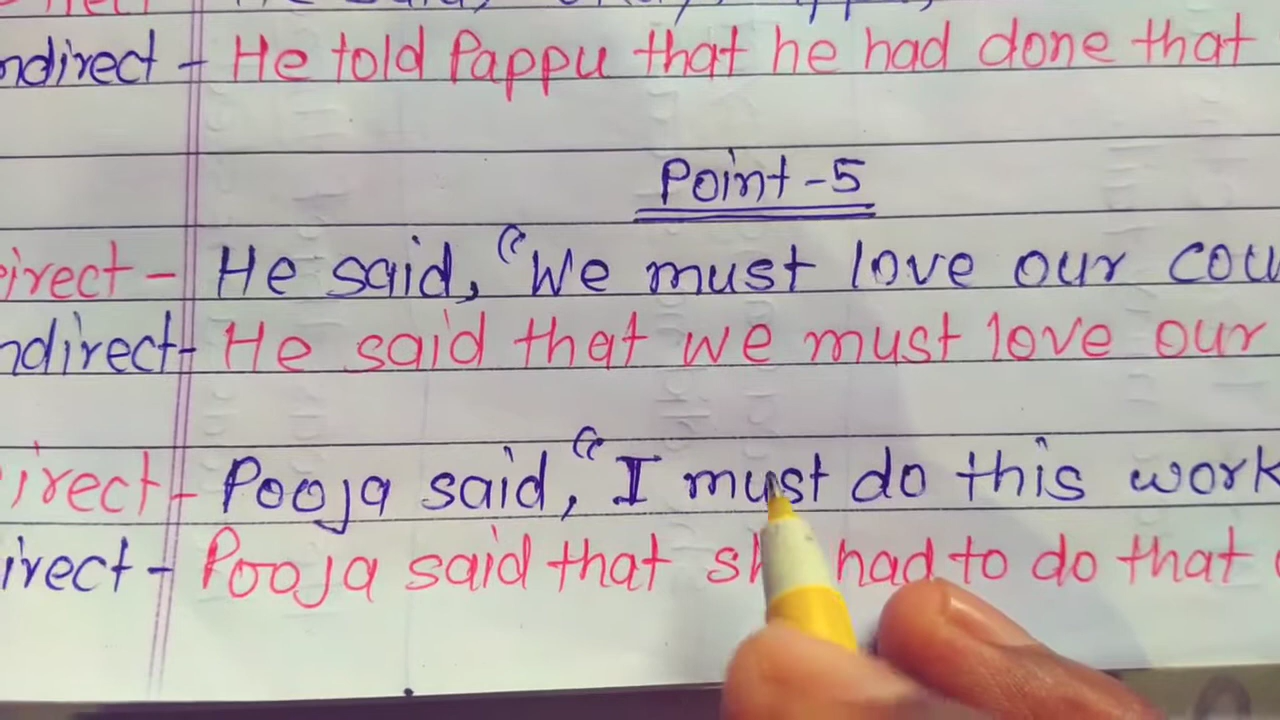 ndirect - He told Pappu that he had done that
Point-5
irect - He said, "We must love our cou
ndirect - He said that we must love our
irect - Pooja said, "I must do this work
irect - Pooja said that had to do that